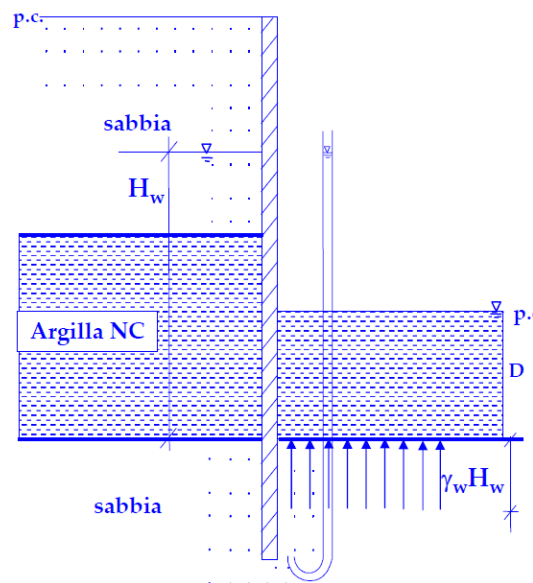 p.c.
sabbia
H_w
Argilla NC
p.c
D
γ_wH_w
sabbia